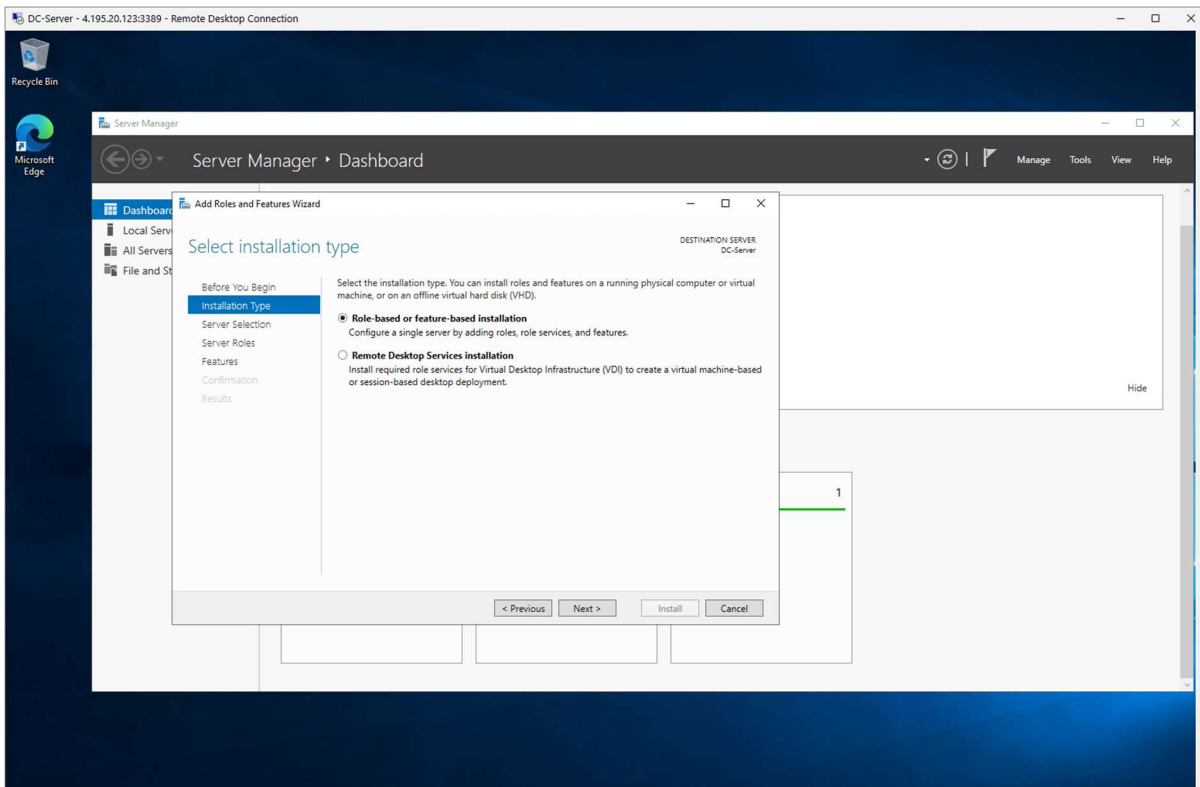 DC-Server - 4.195.20.123:3389 - Remote Desktop Connection
Recycle Bin
Microsoft
Edge
Server Manager
Server Manager ‣ Dashboard
Manage Tools View Help
Dashboard
Local Serv
All Servers
File and St
Add Roles and Features Wizard
Select installation type
DESTINATION SERVER
DC-Server
Before You Begin
Installation Type
Server Selection
Server Roles
Features
Confirmation
Results
Select the installation type. You can install roles and features on a running physical computer or virtual
machine, or on an offline virtual hard disk (VHD).
Role-based or feature-based installation
Configure a single server by adding roles, role services, and features.
Remote Desktop Services installation
Install required role services for Virtual Desktop Infrastructure (VDI) to create a virtual machine-based
or session-based desktop deployment.
< Previous Next > Install Cancel
Hide
1